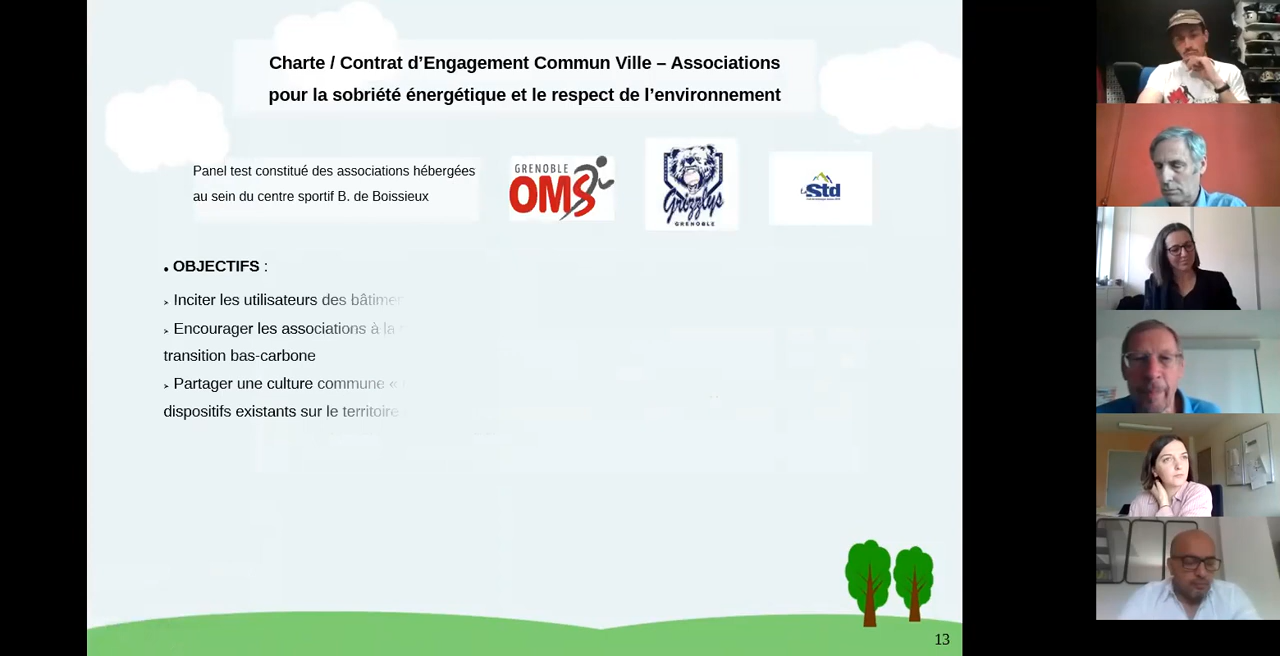 Charte / Contrat d’Engagement Commun Ville – Associations
pour la sobriété énergétique et le respect de l’environnement
Panel test constitué des associations hébergées
au sein du centre sportif B. de Boissieux
GRENOBLE
OMS
Grizzlys
GRENOBLE
Std
• OBJECTIFS :
➢ Inciter les utilisateurs des
➢ Encourager les associations à la
transition bas-carbone
➢ Partager une culture commune «
dispositifs existants sur le territoire
13